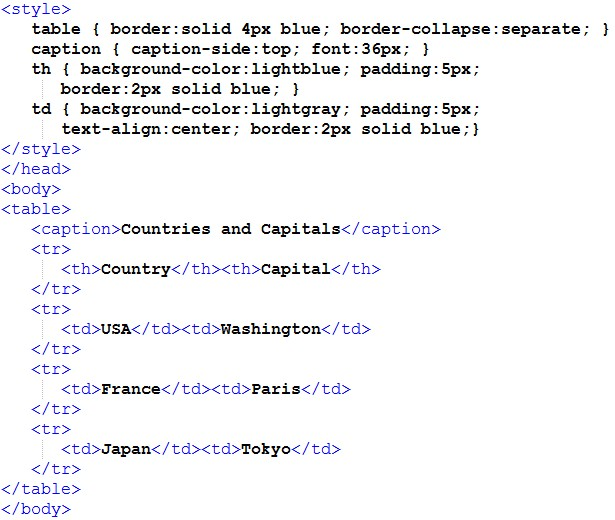 <style>
table { border:solid 4px blue; border-collapse:separate; }
caption { caption-side:top; font:36px; }
th { background-color:lightblue; padding:5px;
border:2px solid blue; }
td { background-color:lightgray; padding:5px;
text-align:center; border:2px solid blue;}
</style>
</head>
<body>
<table>
<caption>Countries and Capitals</caption>
<tr>
<th>Country</th><th>Capital</th>
</tr>
<tr>
<td>USA</td><td>Washington</td>
</tr>
<tr>
<td>France</td><td>Paris</td>
</tr>
<tr>
<td>Japan</td><td>Tokyo</td>
</tr>
</table>
</body>